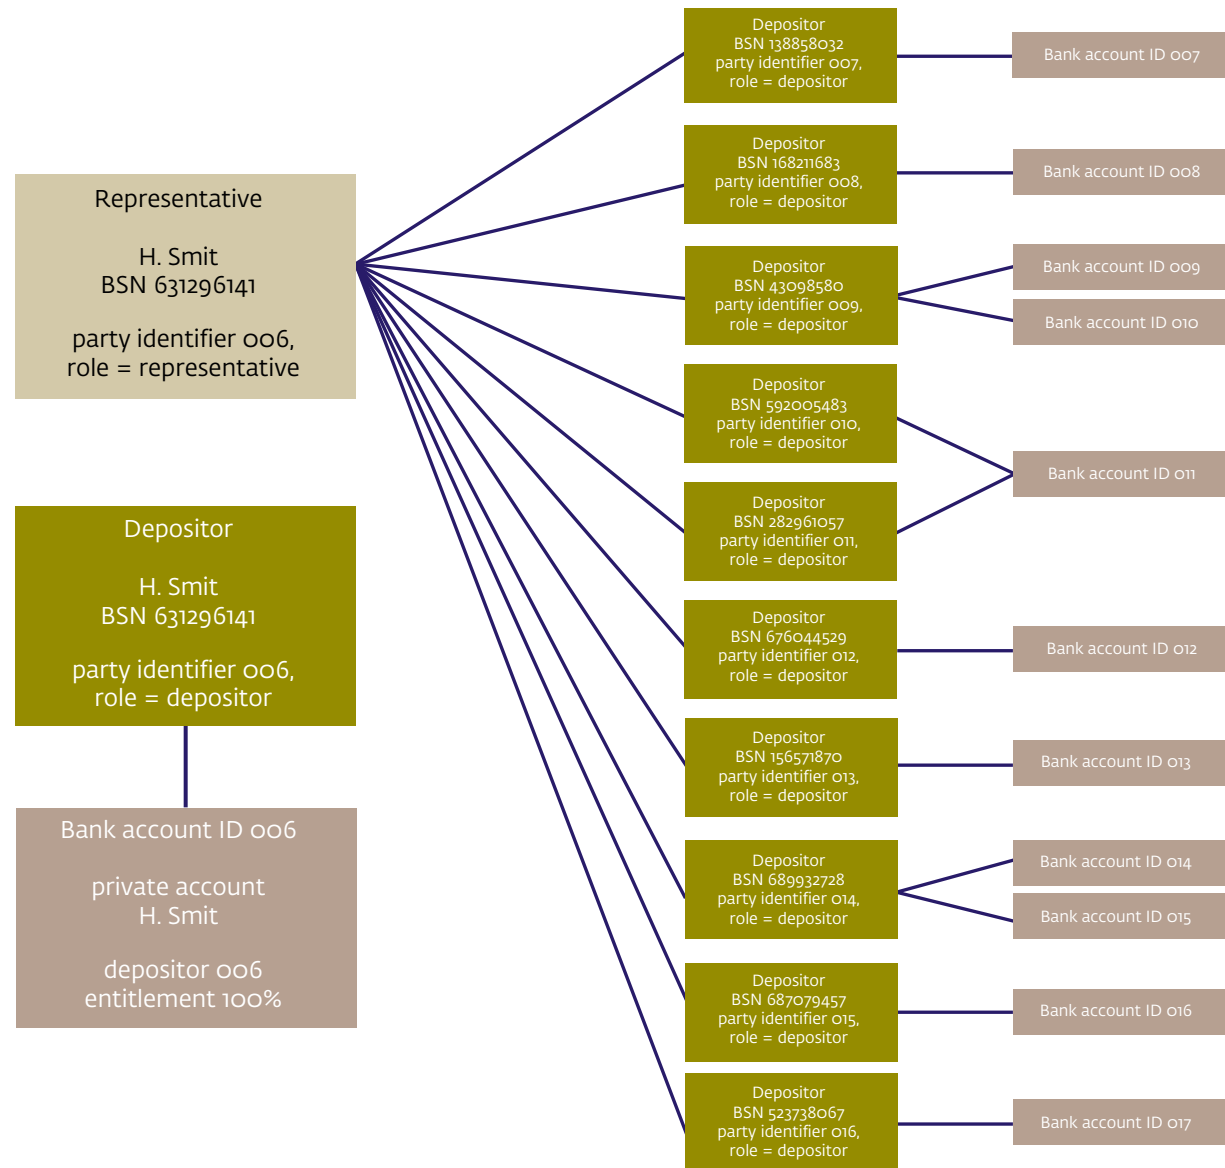 Representative
H. Smit
BSN 631296141
party identifier 006,
role = representative
Depositor
H. Smit
BSN 631296141
party identifier 006,
role = depositor
Bank account ID 006
private account
H. Smit
depositor 006
entitlement 100%
Depositor
BSN 138858032
party identifier 007,
role = depositor
Bank account ID 007
Depositor
BSN 168211683
party identifier 008,
role = depositor
Bank account ID 008
Depositor
BSN 43098580
party identifier 009,
role = depositor
Bank account ID 009
Bank account ID 010
Depositor
BSN 592005483
party identifier 010,
role = depositor
Depositor
BSN 282961057
party identifier 011,
role = depositor
Bank account ID 011
Depositor
BSN 676044529
party identifier 012,
role = depositor
Bank account ID 012
Depositor
BSN 156571870
party identifier 013,
role = depositor
Bank account ID 013
Depositor
BSN 689932728
party identifier 014,
role = depositor
Bank account ID 014
Bank account ID 015
Depositor
BSN 687079457
party identifier 015,
role = depositor
Bank account ID 016
Depositor
BSN 523738067
party identifier 016,
role = depositor
Bank account ID 017